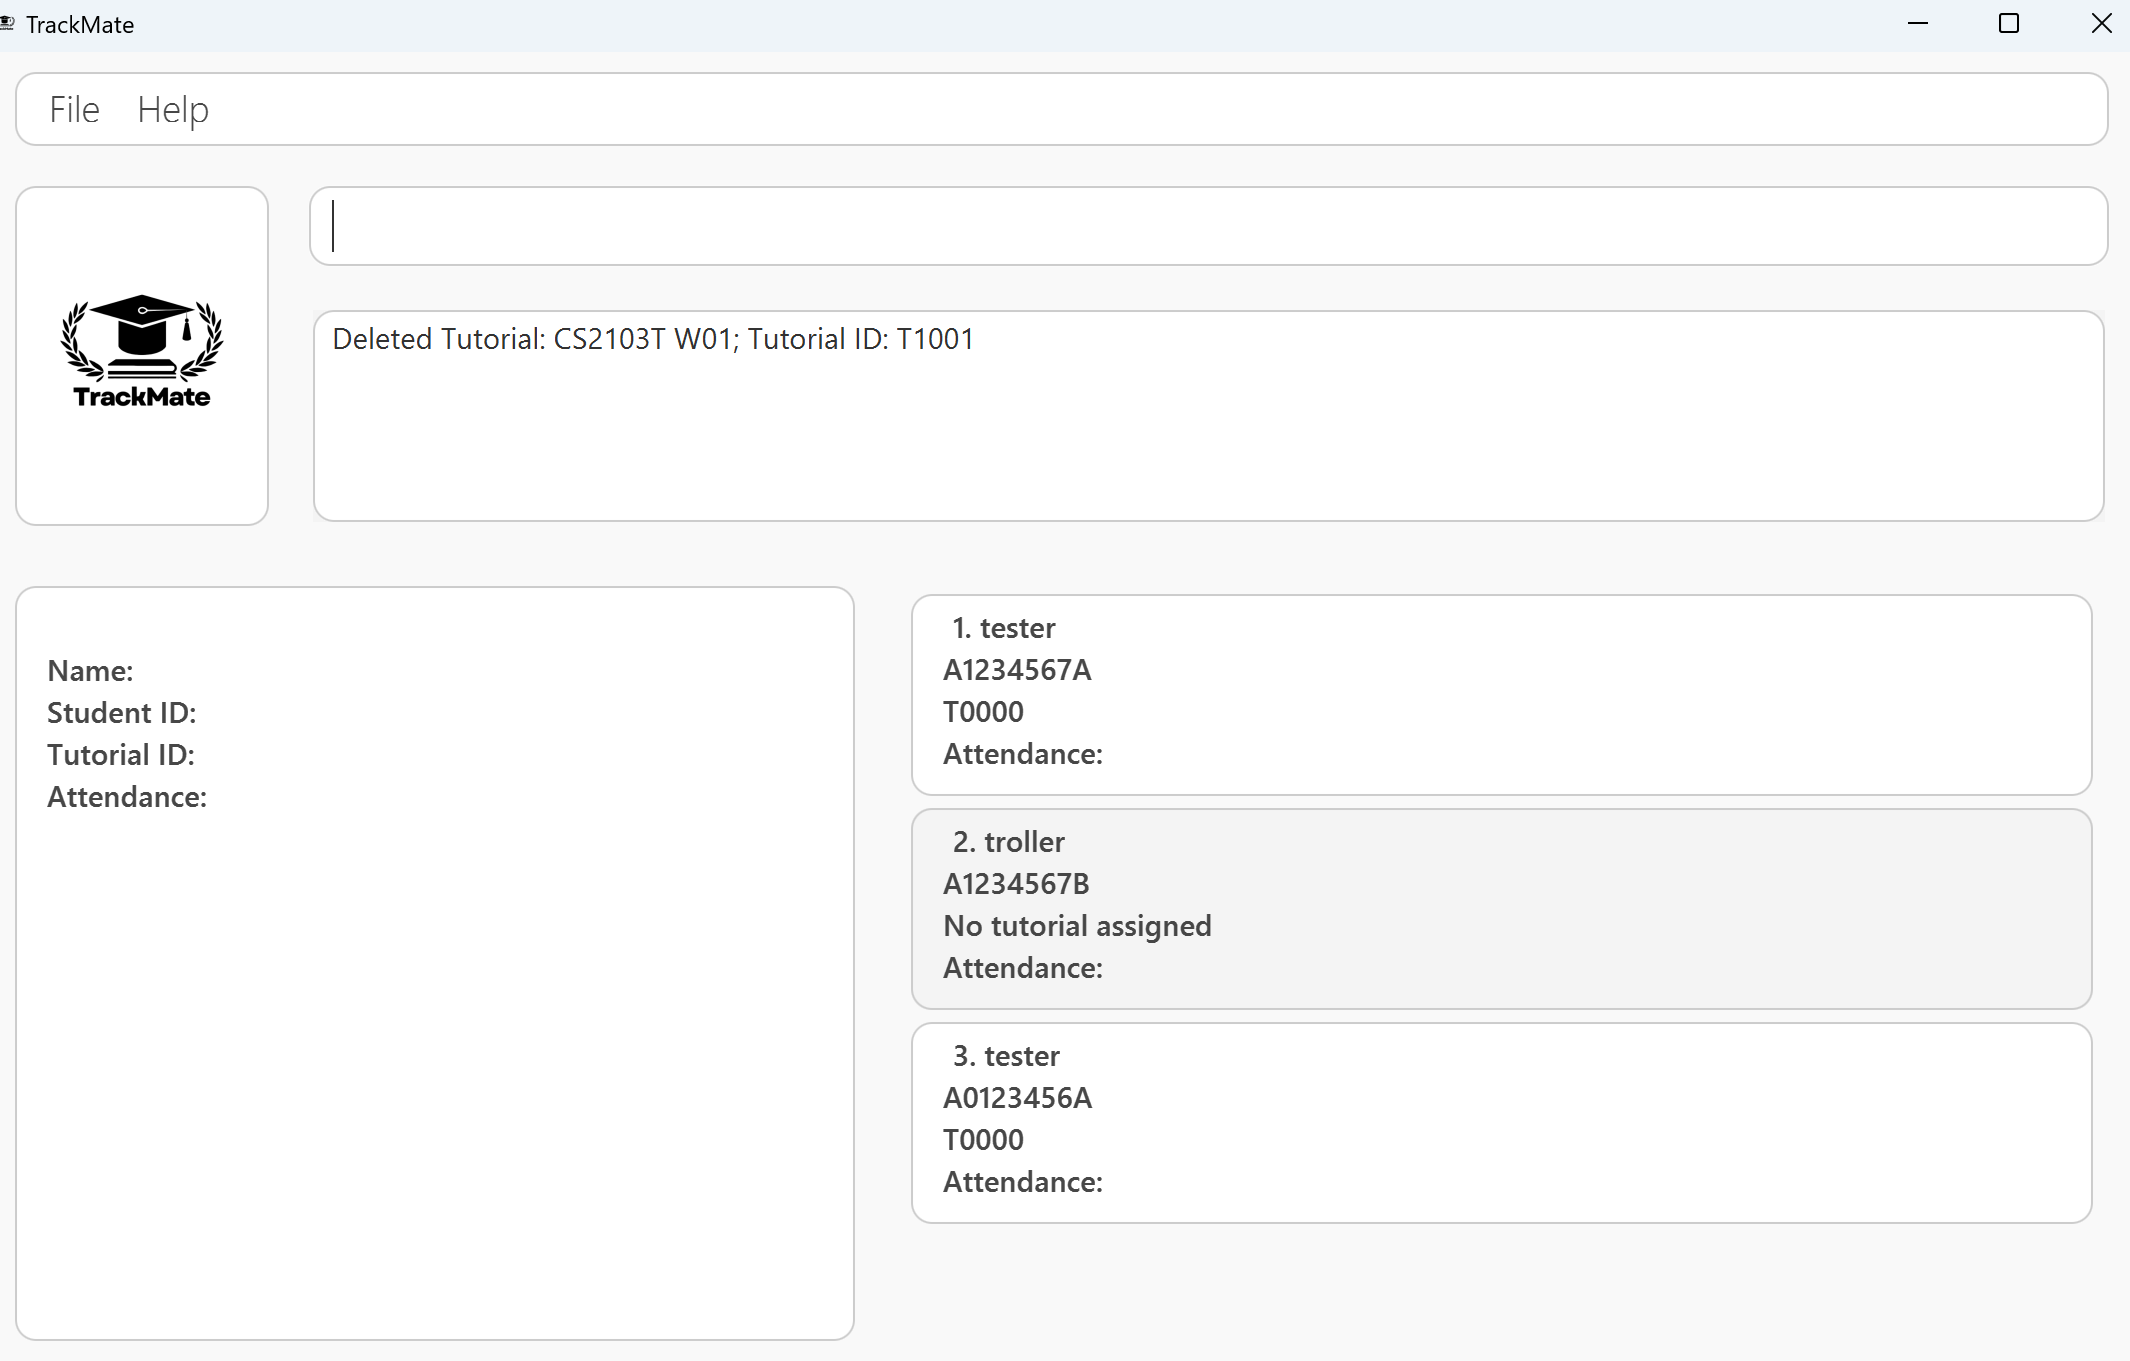 TrackMate
File Help
TrackMate
Deleted Tutorial: CS2103T W01; Tutorial ID: T1001
Name:
Student ID:
Tutorial ID:
Attendance:
1. tester
A1234567A
T0000
Attendance:
2. troller
A1234567B
No tutorial assigned
Attendance:
3. tester
A0123456A
T0000
Attendance: